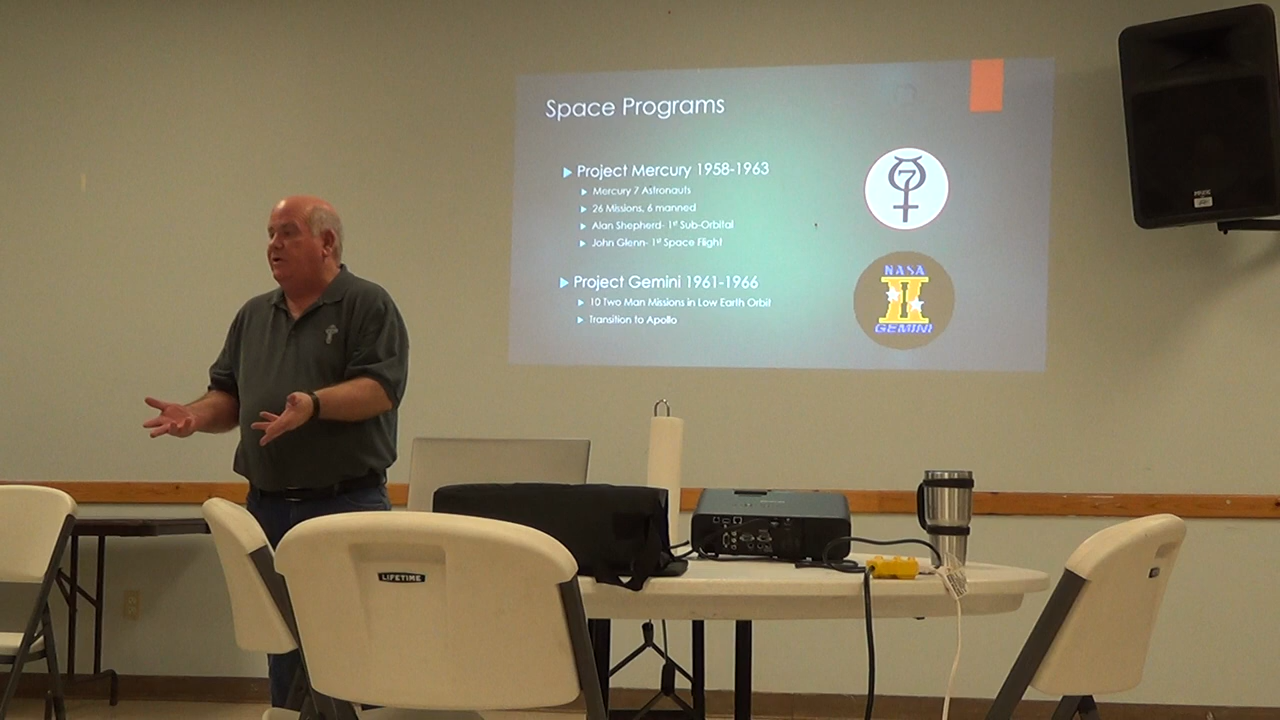 Space Programs
Project Mercury 1958-1963
Mercury 7 Astronauts
26 Missions, 6 manned
Alan Shepherd- 1st Sub-Orbital
John Glenn- 1st Space Flight
7
Project Gemini 1961-1966
10 Two Man Missions in Low Earth Orbit
Transition to Apollo
NASA
GEMINI
LIFETIME